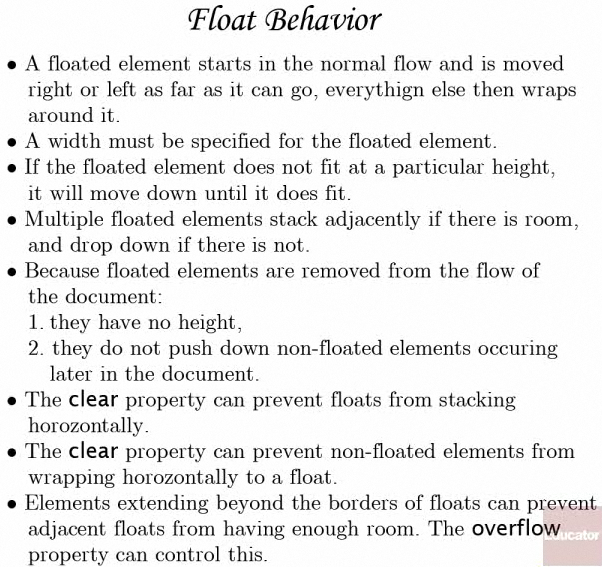 Float Behavior
• A floated element starts in the normal flow and is moved
right or left as far as it can go, everythign else then wraps
around it.
• A width must be specified for the floated element.
• If the floated element does not fit at a particular height,
it will move down until it does fit.
• Multiple floated elements stack adjacently if there is room,
and drop down if there is not.
• Because floated elements are removed from the flow of
the document:
1. they have no height,
2. they do not push down non-floated elements occuring
later in the document.
• The clear property can prevent floats from stacking
horozontally.
• The clear property can prevent non-floated elements from
wrapping horozontally to a float.
• Elements extending beyond the borders of floats can prevent
adjacent floats from having enough room. The overflow
property can control this.
Educator